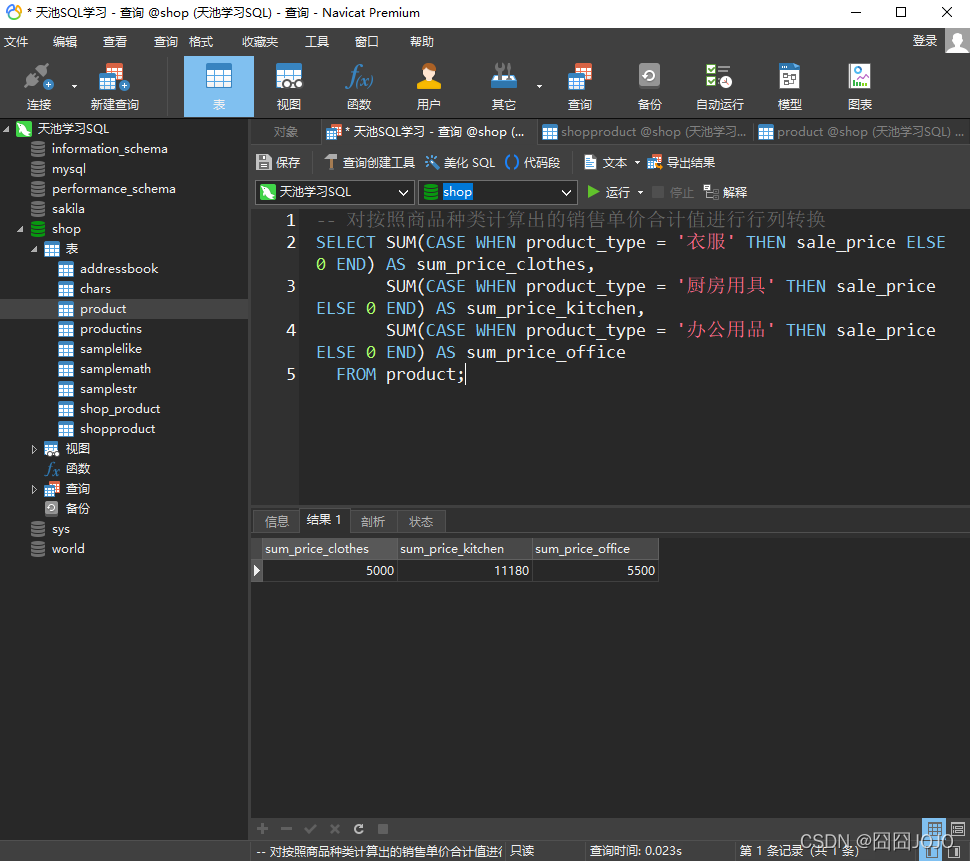 * 天池SQL学习 - 查询 @shop (天池学习SQL) - 查询 - Navicat Premium
文件 编辑 查看 查询 格式 收藏夹 工具 窗口 帮助 登录
连接 新建查询 表 视图 函数 用户 其它 查询 备份 自动运行 模型 图表
天池学习SQL
information_schema
mysql
performance_schema
sakila
shop
表
addressbook
chars
product
productins
samplelike
samplemath
samplestr
shop_product
shopproduct
视图
函数
查询
备份
sys
world
对象 * 天池SQL学习 - 查询 @shop (... shopproduct @shop (天池学习... product @shop (天池学习SQL) ...
保存 查询创建工具 美化 SQL () 代码段 文本 导出结果
天池学习SQL shop 运行 停止 解释
1 -- 对按照商品种类计算出的销售单价合计值进行行列转换
2 SELECT SUM(CASE WHEN product_type = '衣服' THEN sale_price ELSE
0 END) AS sum_price_clothes,
3 SUM(CASE WHEN product_type = '厨房用具' THEN sale_price
ELSE 0 END) AS sum_price_kitchen,
4 SUM(CASE WHEN product_type = '办公用品' THEN sale_price
ELSE 0 END) AS sum_price_office
5 FROM product;
信息 结果 1 剖析 状态
sum_price_clothes sum_price_kitchen sum_price_office
5000 11180 5500
-- 对按照商品种类计算出的销售单价合计值进行 只读 查询时间: 0.023s 第 1 条记录 (共 1 条)
CSDN @囧囧JOJO